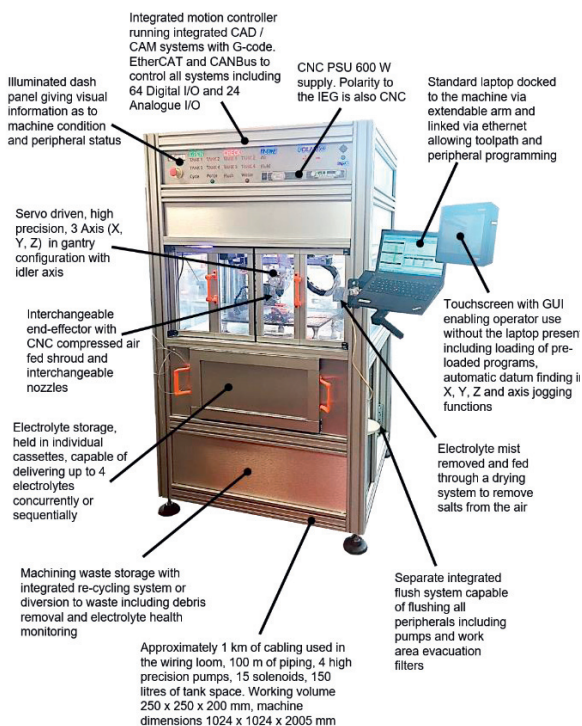 Integrated motion controller
running integrated CAD /
CAM systems with G-code.
EtherCAT and CANBus to
control all systems including
64 Digital I/O and 24
Analogue I/O
CNC PSU 600 W
supply. Polarity to
the IEG is also CNC
Standard laptop docked
to the machine via
extendable arm and
linked via ethernet
allowing toolpath and
peripheral programming
Illuminated dash
panel giving visual
information as to
machine condition
and peripheral status
Servo driven, high
precision, 3 Axis (X,
Y, Z) in gantry
configuration with
idler axis
Interchangeable
end-effector with
CNC compressed air
fed shroud and
interchangeable
nozzles
Touchscreen with GUI
enabling operator use
without the laptop present
including loading of pre-
loaded programs,
automatic datum finding in
X, Y, Z and axis jogging
functions
Electrolyte storage,
held in individual
cassettes, capable of
delivering up to 4
electrolytes
concurrently or
sequentially
Electrolyte mist
removed and fed
through a drying
system to remove
salts from the air
Machining waste storage with
integrated re-cycling system or
diversion to waste including debris
removal and electrolyte health
monitoring
Separate integrated
flush system capable
of flushing all
peripherals including
pumps and work
area evacuation
filters
Approximately 1 km of cabling used
in the wiring loom, 100 m of piping, 4 high
precision pumps, 15 solenoids, 150
litres of tank space. Working volume
250 x 250 x 200 mm, machine
dimensions 1024 x 1024 x 2005 mm